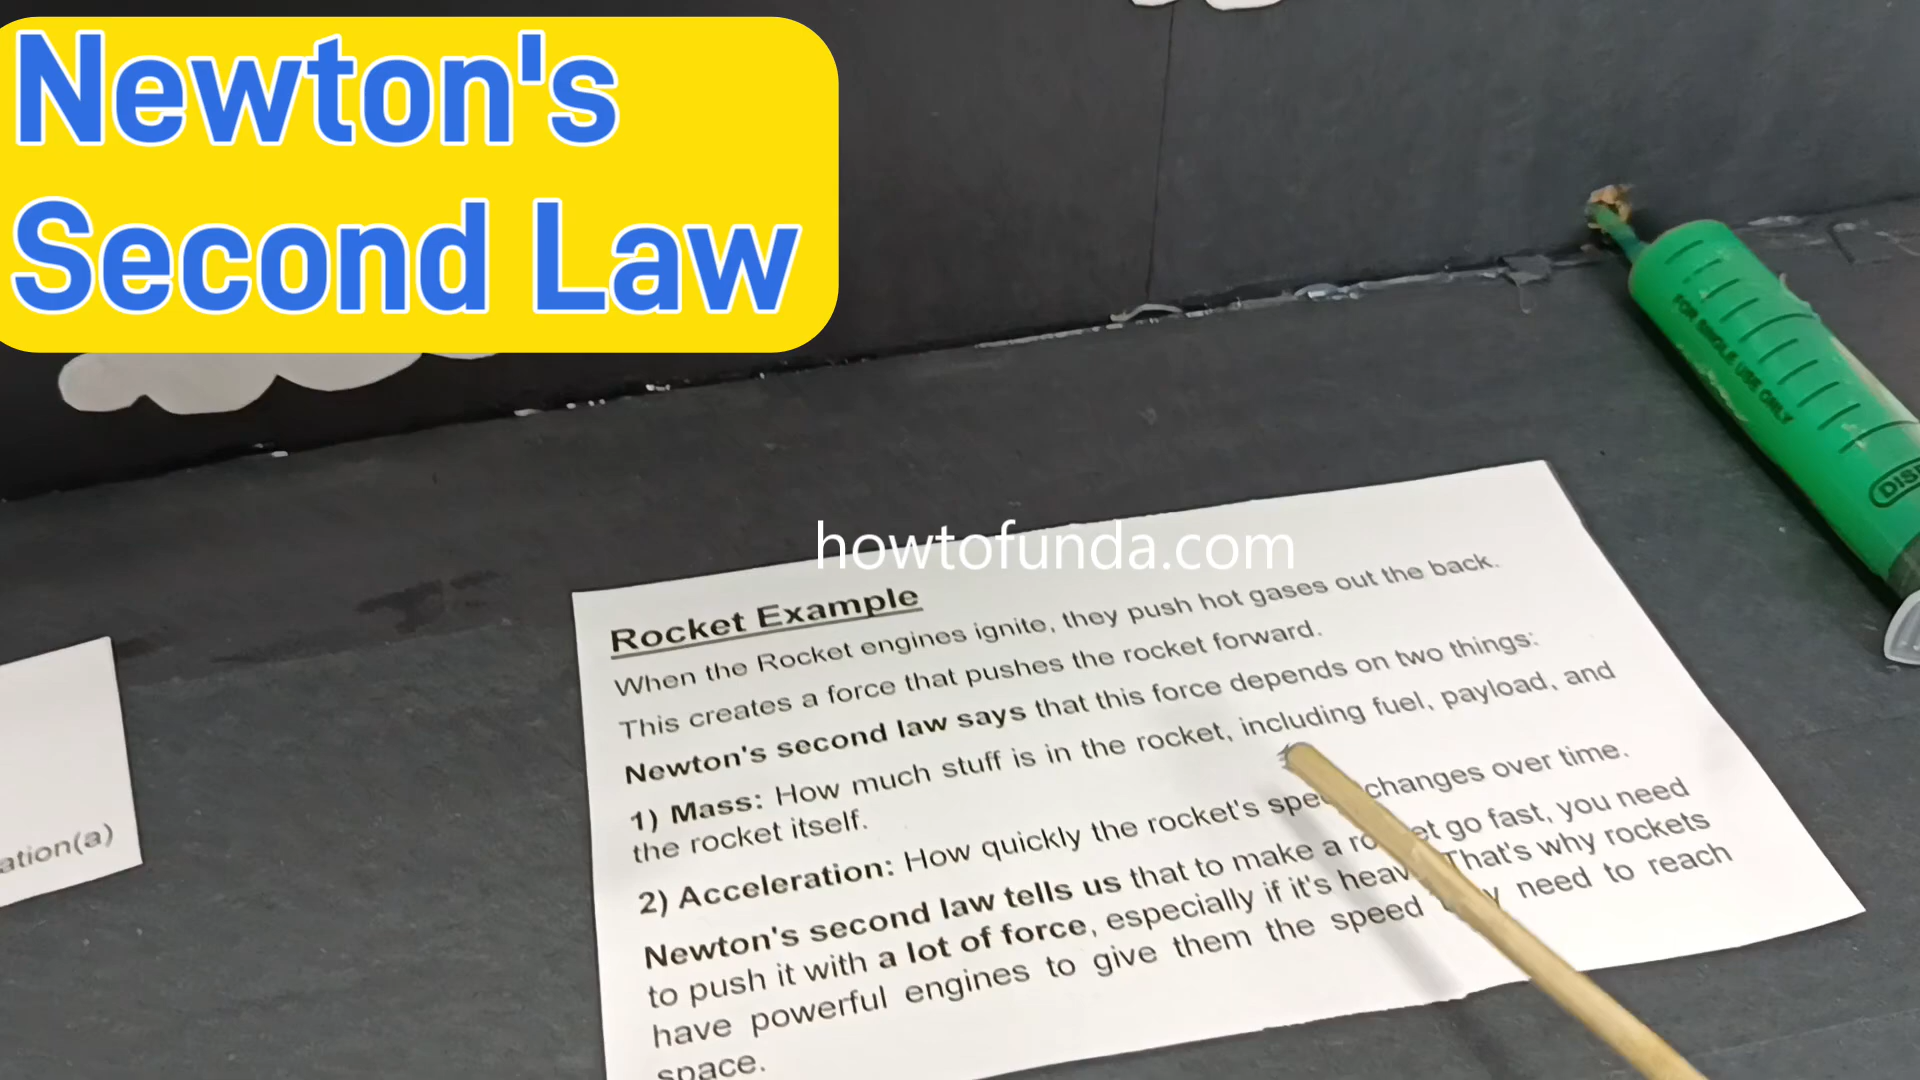 Newton's
Second Law
howtofunda.com
FOR SINGLE USE ONLY
ation(a)
Rocket Example
When the Rocket engines ignite, they push hot gases out the back.
This creates a force that pushes the rocket forward.
Newton's second law says that this force depends on two things:
1) Mass: How much stuff is in the rocket, including fuel, payload, and
the rocket itself.
2) Acceleration: How quickly the rocket's changes over time.
Newton's second law tells us that to make a go fast, you need
to push it with a lot of force, especially if it's That's why rockets
have powerful engines to give them the speed need to reach
space.